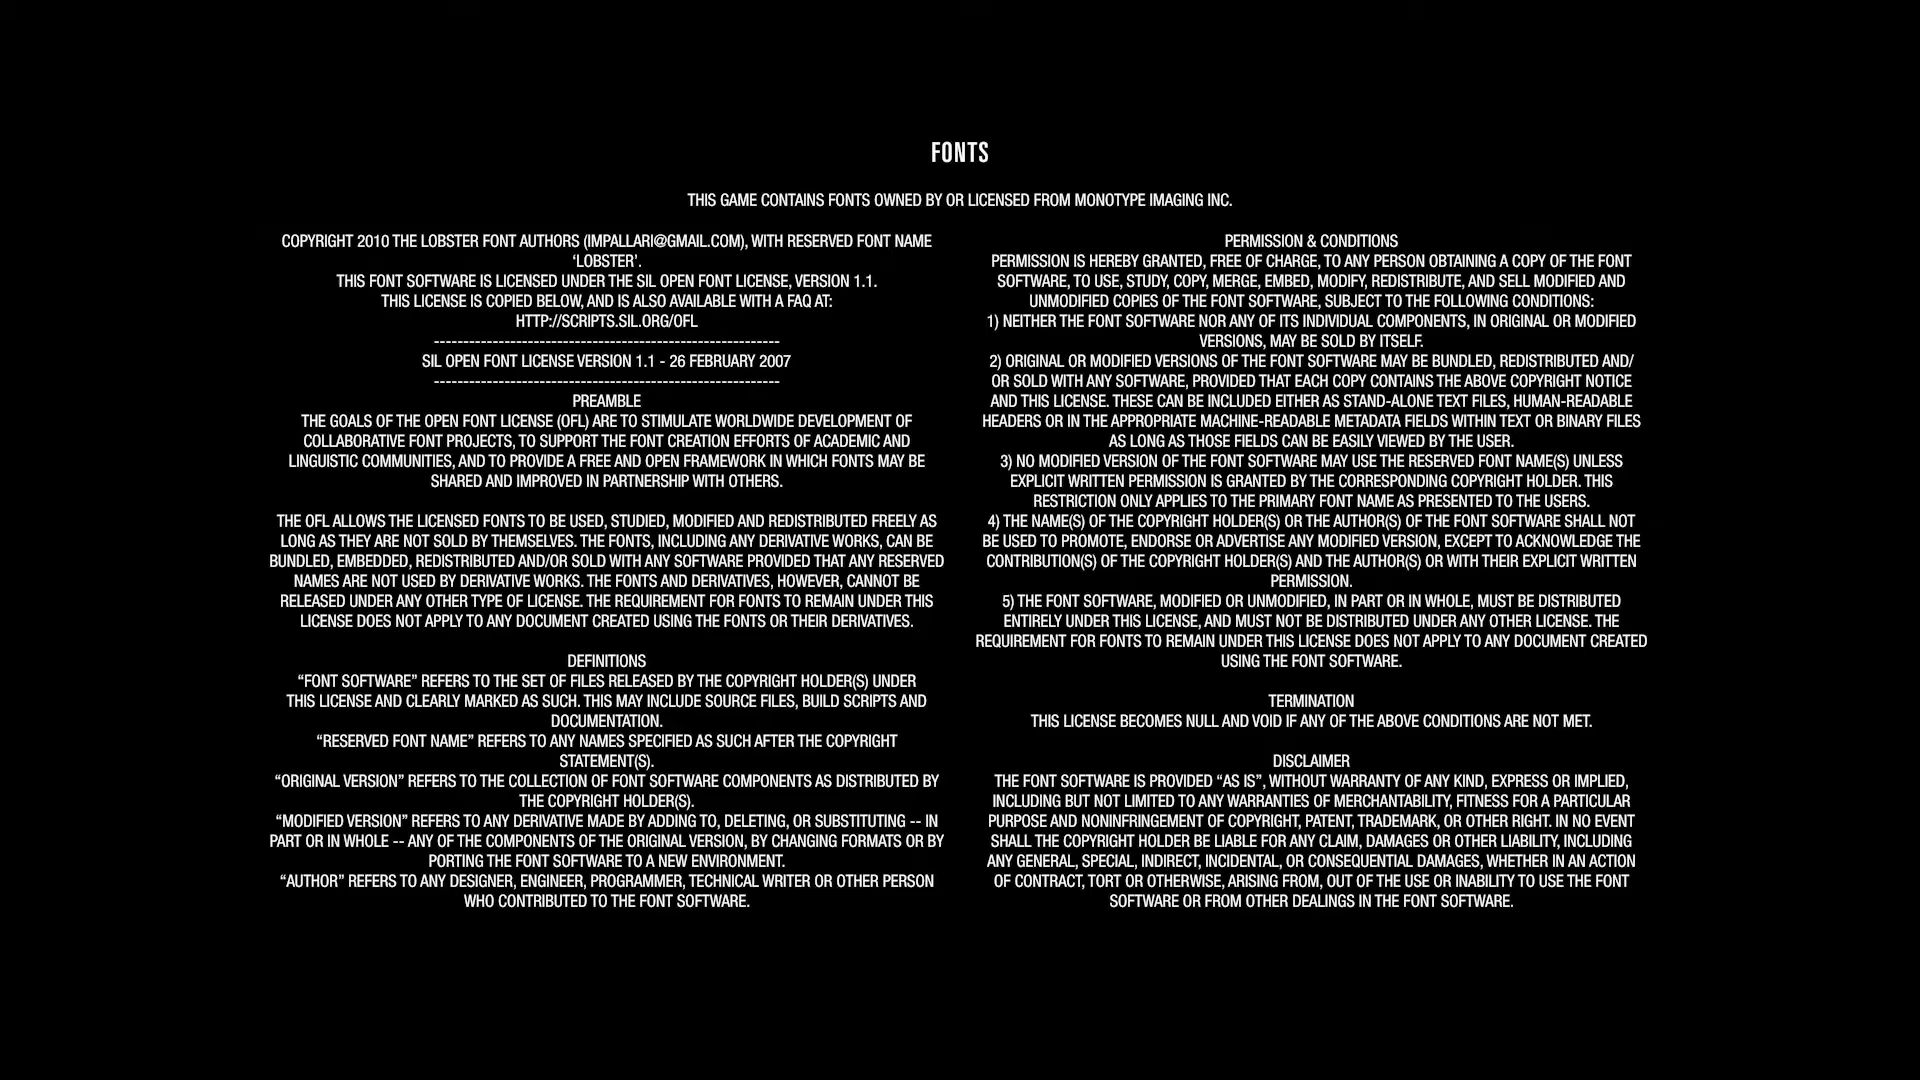 FONTS
THIS GAME CONTAINS FONTS OWNED BY OR LICENSED FROM MONOTYPE IMAGING INC.
COPYRIGHT 2010 THE LOBSTER FONT AUTHORS (IMPALLARI@GMAIL.COM), WITH RESERVED FONT NAME
‘LOBSTER’.
THIS FONT SOFTWARE IS LICENSED UNDER THE SIL OPEN FONT LICENSE, VERSION 1.1.
THIS LICENSE IS COPIED BELOW, AND IS ALSO AVAILABLE WITH A FAQ AT:
HTTP://SCRIPTS.SIL.ORG/OFL
-----------------------------------------------------------
SIL OPEN FONT LICENSE VERSION 1.1 - 26 FEBRUARY 2007
-----------------------------------------------------------
PREAMBLE
THE GOALS OF THE OPEN FONT LICENSE (OFL) ARE TO STIMULATE WORLDWIDE DEVELOPMENT OF
COLLABORATIVE FONT PROJECTS, TO SUPPORT THE FONT CREATION EFFORTS OF ACADEMIC AND
LINGUISTIC COMMUNITIES, AND TO PROVIDE A FREE AND OPEN FRAMEWORK IN WHICH FONTS MAY BE
SHARED AND IMPROVED IN PARTNERSHIP WITH OTHERS.
THE OFL ALLOWS THE LICENSED FONTS TO BE USED, STUDIED, MODIFIED AND REDISTRIBUTED FREELY AS
LONG AS THEY ARE NOT SOLD BY THEMSELVES. THE FONTS, INCLUDING ANY DERIVATIVE WORKS, CAN BE
BUNDLED, EMBEDDED, REDISTRIBUTED AND/OR SOLD WITH ANY SOFTWARE PROVIDED THAT ANY RESERVED
NAMES ARE NOT USED BY DERIVATIVE WORKS. THE FONTS AND DERIVATIVES, HOWEVER, CANNOT BE
RELEASED UNDER ANY OTHER TYPE OF LICENSE. THE REQUIREMENT FOR FONTS TO REMAIN UNDER THIS
LICENSE DOES NOT APPLY TO ANY DOCUMENT CREATED USING THE FONTS OR THEIR DERIVATIVES.
DEFINITIONS
“FONT SOFTWARE” REFERS TO THE SET OF FILES RELEASED BY THE COPYRIGHT HOLDER(S) UNDER
THIS LICENSE AND CLEARLY MARKED AS SUCH. THIS MAY INCLUDE SOURCE FILES, BUILD SCRIPTS AND
DOCUMENTATION.
“RESERVED FONT NAME” REFERS TO ANY NAMES SPECIFIED AS SUCH AFTER THE COPYRIGHT
STATEMENT(S).
“ORIGINAL VERSION” REFERS TO THE COLLECTION OF FONT SOFTWARE COMPONENTS AS DISTRIBUTED BY
THE COPYRIGHT HOLDER(S).
“MODIFIED VERSION” REFERS TO ANY DERIVATIVE MADE BY ADDING TO, DELETING, OR SUBSTITUTING -- IN
PART OR IN WHOLE -- ANY OF THE COMPONENTS OF THE ORIGINAL VERSION, BY CHANGING FORMATS OR BY
PORTING THE FONT SOFTWARE TO A NEW ENVIRONMENT.
“AUTHOR” REFERS TO ANY DESIGNER, ENGINEER, PROGRAMMER, TECHNICAL WRITER OR OTHER PERSON
WHO CONTRIBUTED TO THE FONT SOFTWARE.
PERMISSION & CONDITIONS
PERMISSION IS HEREBY GRANTED, FREE OF CHARGE, TO ANY PERSON OBTAINING A COPY OF THE FONT
SOFTWARE, TO USE, STUDY, COPY, MERGE, EMBED, MODIFY, REDISTRIBUTE, AND SELL MODIFIED AND
UNMODIFIED COPIES OF THE FONT SOFTWARE, SUBJECT TO THE FOLLOWING CONDITIONS:
1) NEITHER THE FONT SOFTWARE NOR ANY OF ITS INDIVIDUAL COMPONENTS, IN ORIGINAL OR MODIFIED
VERSIONS, MAY BE SOLD BY ITSELF.
2) ORIGINAL OR MODIFIED VERSIONS OF THE FONT SOFTWARE MAY BE BUNDLED, REDISTRIBUTED AND/
OR SOLD WITH ANY SOFTWARE, PROVIDED THAT EACH COPY CONTAINS THE ABOVE COPYRIGHT NOTICE
AND THIS LICENSE. THESE CAN BE INCLUDED EITHER AS STAND-ALONE TEXT FILES, HUMAN-READABLE
HEADERS OR IN THE APPROPRIATE MACHINE-READABLE METADATA FIELDS WITHIN TEXT OR BINARY FILES
AS LONG AS THOSE FIELDS CAN BE EASILY VIEWED BY THE USER.
3) NO MODIFIED VERSION OF THE FONT SOFTWARE MAY USE THE RESERVED FONT NAME(S) UNLESS
EXPLICIT WRITTEN PERMISSION IS GRANTED BY THE CORRESPONDING COPYRIGHT HOLDER. THIS
RESTRICTION ONLY APPLIES TO THE PRIMARY FONT NAME AS PRESENTED TO THE USERS.
4) THE NAME(S) OF THE COPYRIGHT HOLDER(S) OR THE AUTHOR(S) OF THE FONT SOFTWARE SHALL NOT
BE USED TO PROMOTE, ENDORSE OR ADVERTISE ANY MODIFIED VERSION, EXCEPT TO ACKNOWLEDGE THE
CONTRIBUTION(S) OF THE COPYRIGHT HOLDER(S) AND THE AUTHOR(S) OR WITH THEIR EXPLICIT WRITTEN
PERMISSION.
5) THE FONT SOFTWARE, MODIFIED OR UNMODIFIED, IN PART OR IN WHOLE, MUST BE DISTRIBUTED
ENTIRELY UNDER THIS LICENSE, AND MUST NOT BE DISTRIBUTED UNDER ANY OTHER LICENSE. THE
REQUIREMENT FOR FONTS TO REMAIN UNDER THIS LICENSE DOES NOT APPLY TO ANY DOCUMENT CREATED
USING THE FONT SOFTWARE.
TERMINATION
THIS LICENSE BECOMES NULL AND VOID IF ANY OF THE ABOVE CONDITIONS ARE NOT MET.
DISCLAIMER
THE FONT SOFTWARE IS PROVIDED “AS IS”, WITHOUT WARRANTY OF ANY KIND, EXPRESS OR IMPLIED,
INCLUDING BUT NOT LIMITED TO ANY WARRANTIES OF MERCHANTABILITY, FITNESS FOR A PARTICULAR
PURPOSE AND NONINFRINGEMENT OF COPYRIGHT, PATENT, TRADEMARK, OR OTHER RIGHT. IN NO EVENT
SHALL THE COPYRIGHT HOLDER BE LIABLE FOR ANY CLAIM, DAMAGES OR OTHER LIABILITY, INCLUDING
ANY GENERAL, SPECIAL, INDIRECT, INCIDENTAL, OR CONSEQUENTIAL DAMAGES, WHETHER IN AN ACTION
OF CONTRACT, TORT OR OTHERWISE, ARISING FROM, OUT OF THE USE OR INABILITY TO USE THE FONT
SOFTWARE OR FROM OTHER DEALINGS IN THE FONT SOFTWARE.